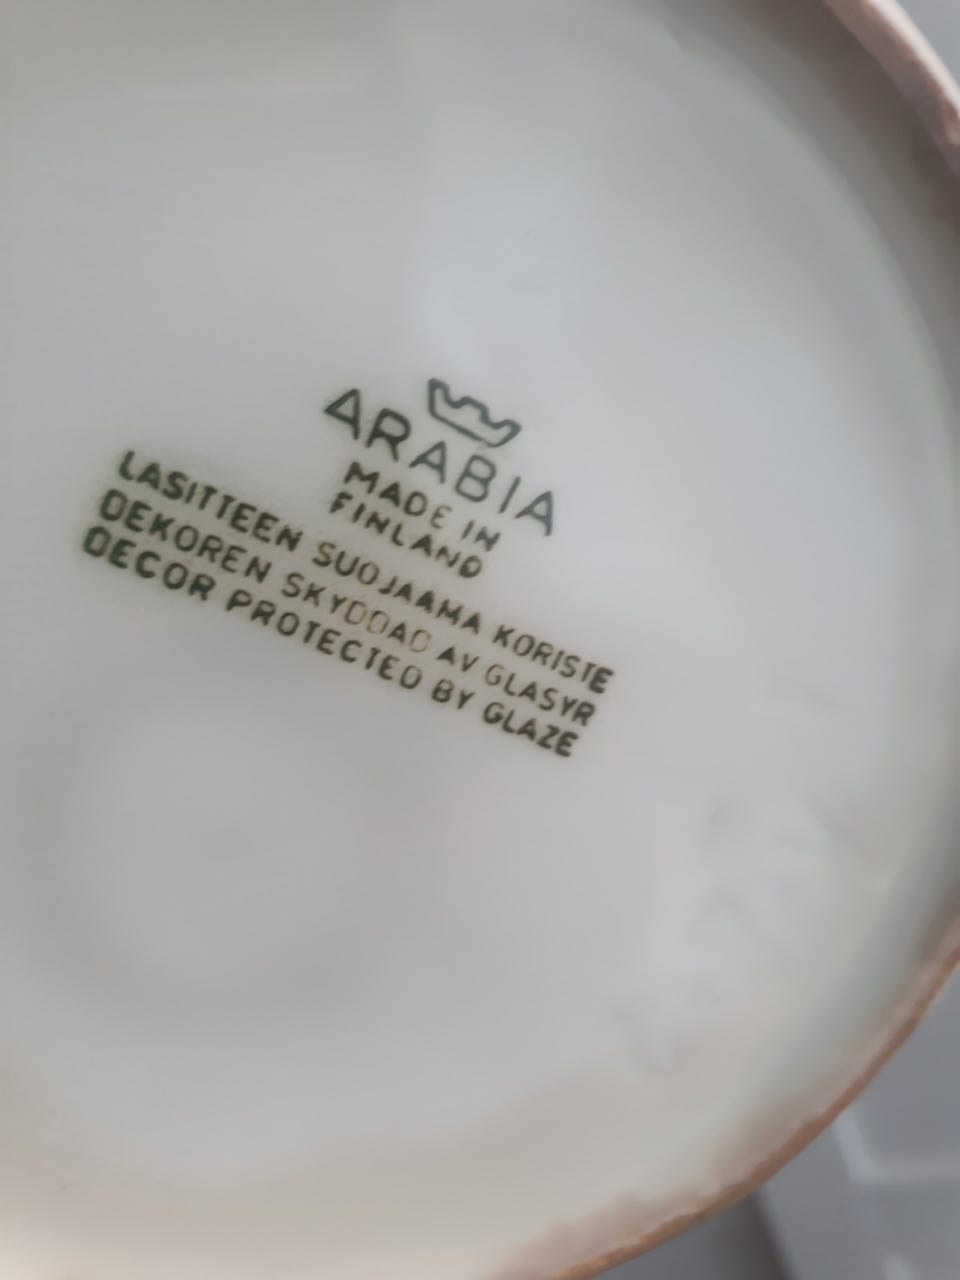 ARABIA
MADE IN
FINLAND
LASITTEEN SUOJAAMA KORISTE
DEKOREN SKYDDAD AV GLASYR
DECOR PROTECTED BY GLAZE